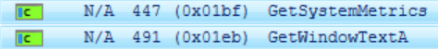 C N/A 447 (0x01bf) GetSystemMetrics
C N/A 491 (0x01eb) GetWindowTextA